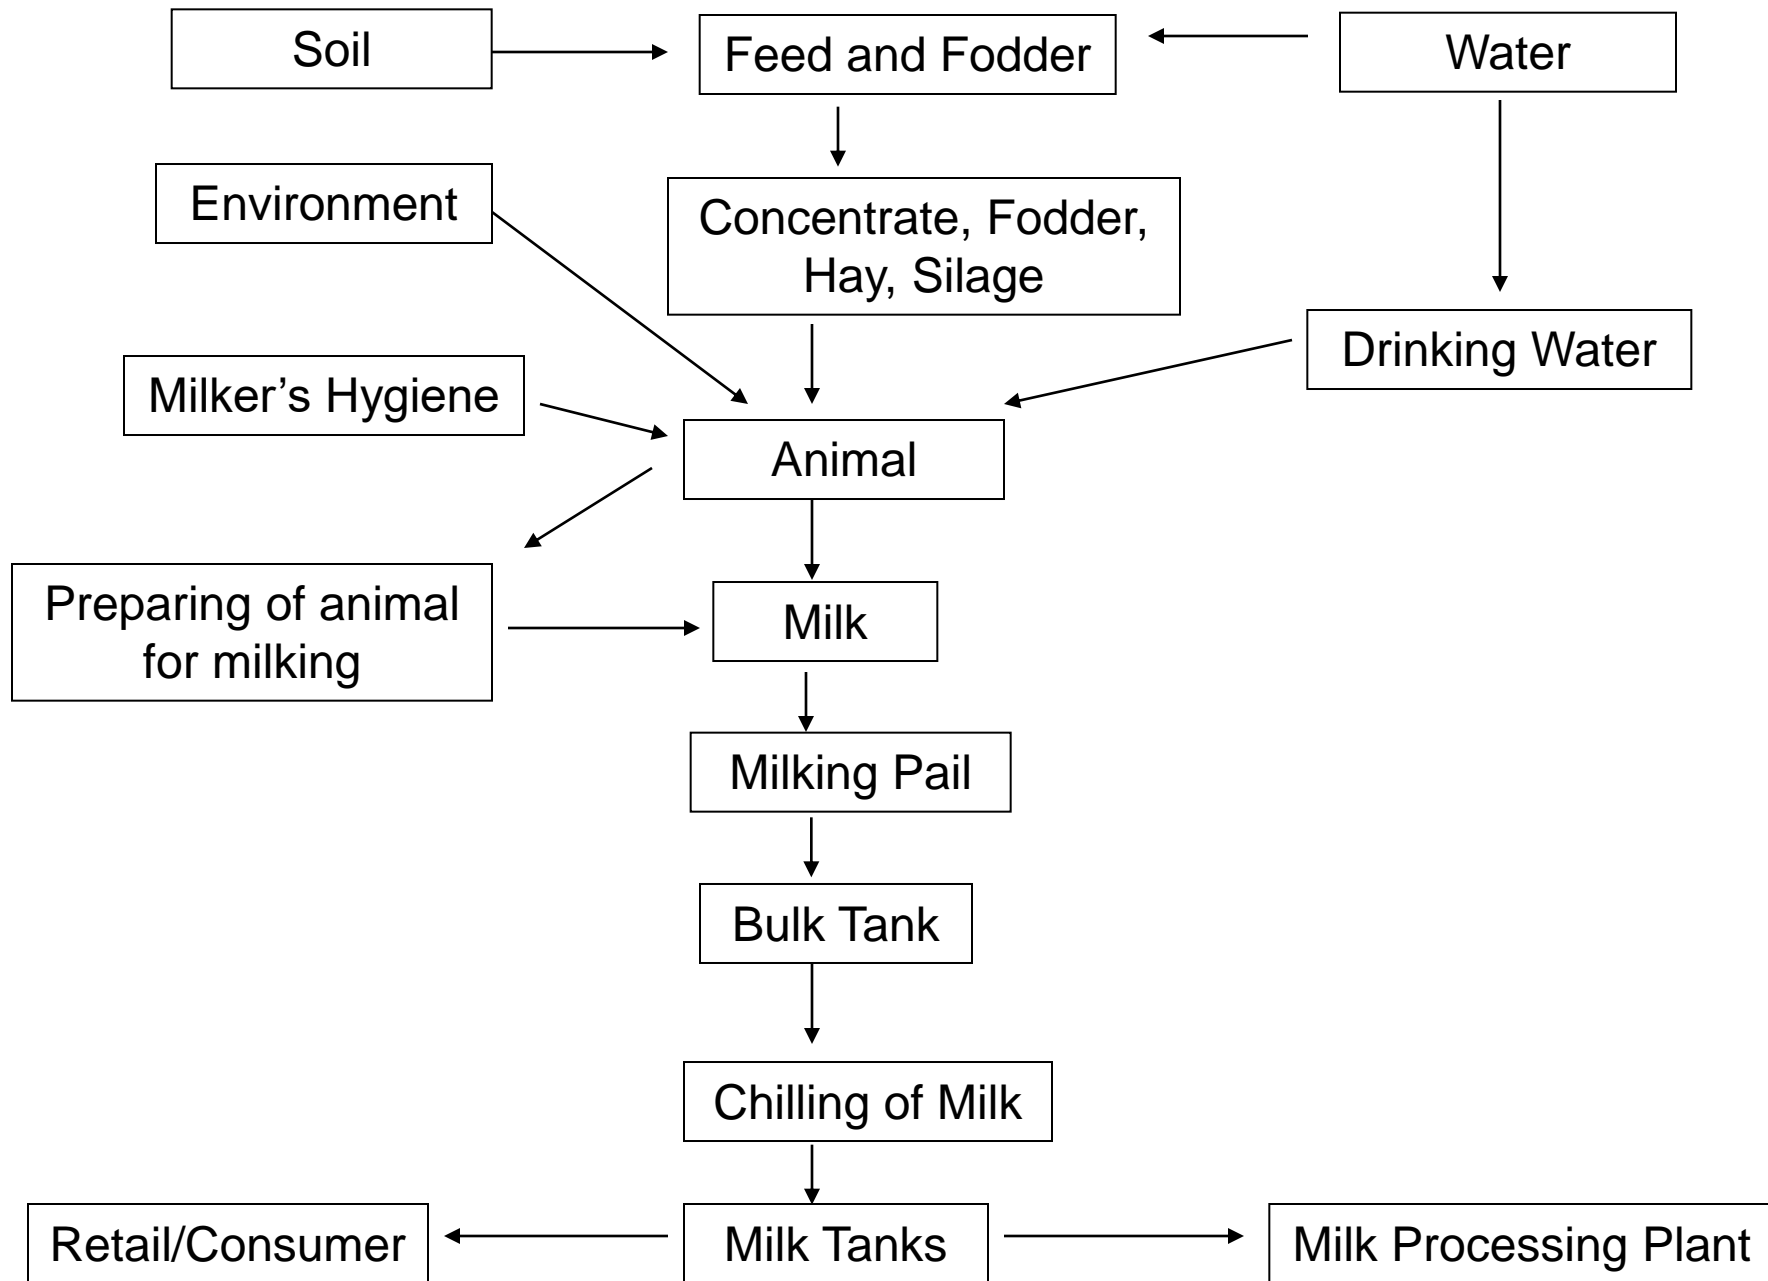 Soil
Feed and Fodder
Water
Environment
Concentrate, Fodder,
Hay, Silage
Drinking Water
Milker’s Hygiene
Animal
Preparing of animal
for milking
Milk
Milking Pail
Bulk Tank
Chilling of Milk
Retail/Consumer
Milk Tanks
Milk Processing Plant